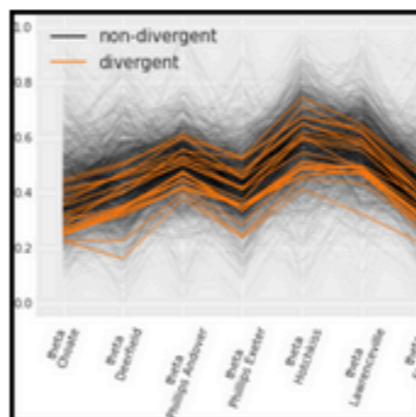 1.0
non-divergent
divergent
0.8
0.6
0.4
0.2
0.0
theta
Choate
theta
Deerfield
theta
Phillips Andover
theta
Phillips Exeter
theta
Hotchkiss
theta
Lawrenceville